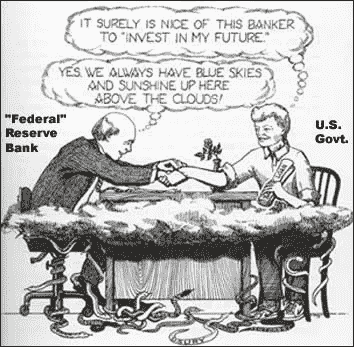 IT SURELY IS NICE OF THIS BANKER
TO "INVEST IN MY FUTURE."
YES, WE ALWAYS HAVE BLUE SKIES
AND SUNSHINE UP HERE
ABOVE THE CLOUDS!
"Federal"
Reserve
Bank
U.S.
Govt.
USURY